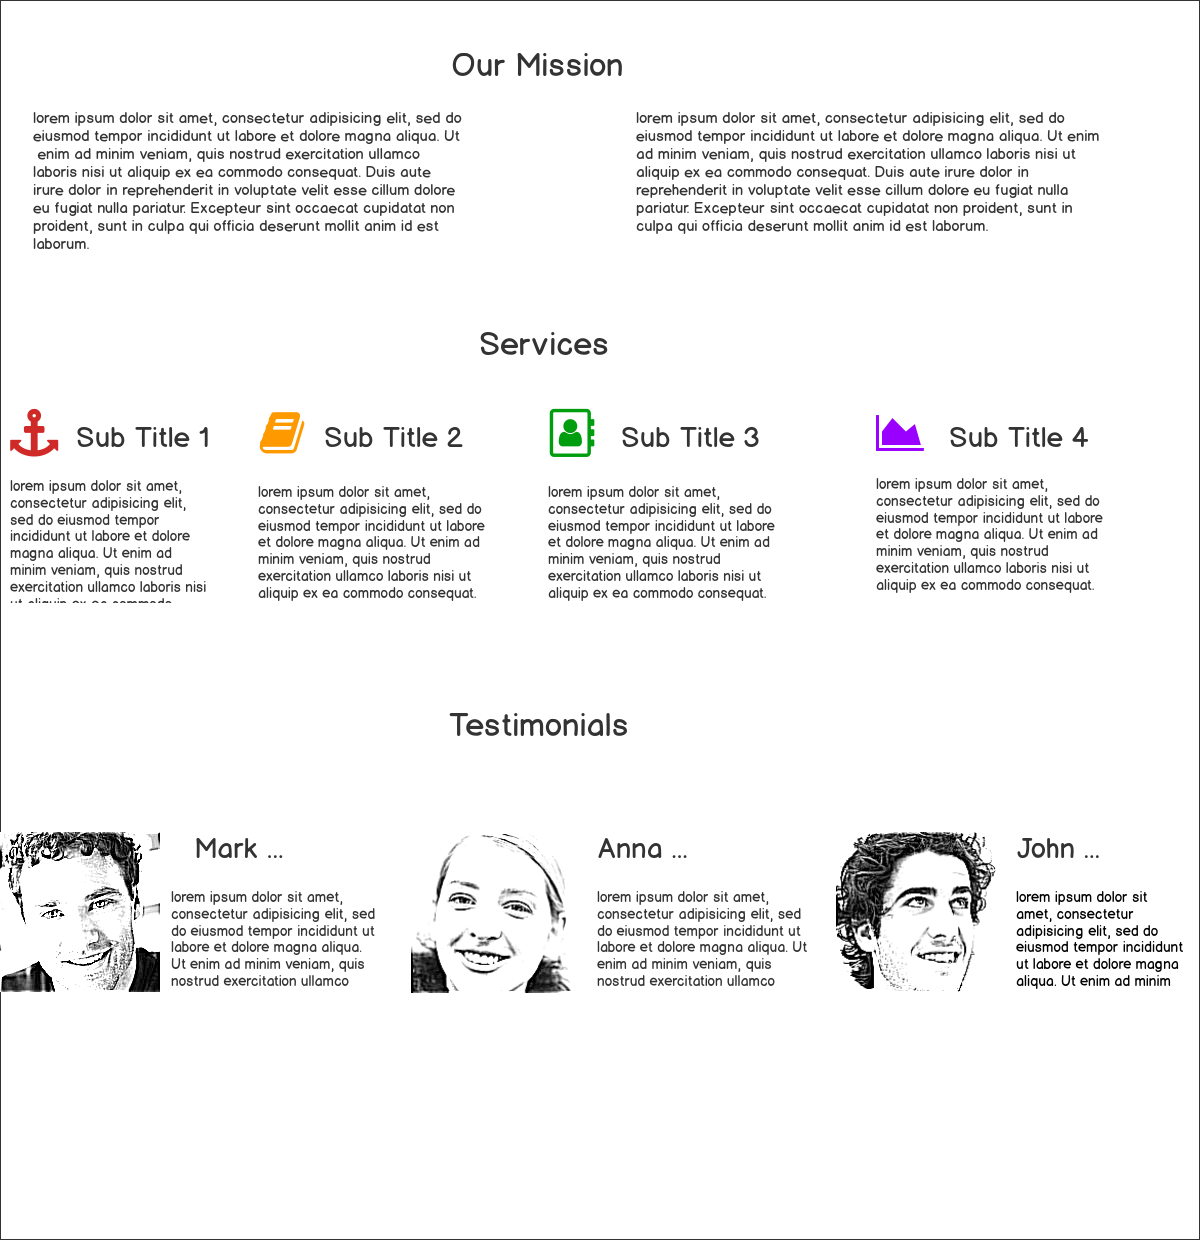 Our Mission
lorem ipsum dolor sit amet, consectetur adipisicing elit, sed do
eiusmod tempor incididunt ut labore et dolore magna aliqua. Ut
enim ad minim veniam, quis nostrud exercitation ullamco
laboris nisi ut aliquip ex ea commodo consequat. Duis aute
irure dolor in reprehenderit in voluptate velit esse cillum dolore
eu fugiat nulla pariatur. Excepteur sint occaecat cupidatat non
proident, sunt in culpa qui officia deserunt mollit anim id est
laborum.
lorem ipsum dolor sit amet, consectetur adipisicing elit, sed do
eiusmod tempor incididunt ut labore et dolore magna aliqua. Ut enim
ad minim veniam, quis nostrud exercitation ullamco laboris nisi ut
aliquip ex ea commodo consequat. Duis aute irure dolor in
reprehenderit in voluptate velit esse cillum dolore eu fugiat nulla
pariatur. Excepteur sint occaecat cupidatat non proident, sunt in
culpa qui officia deserunt mollit anim id est laborum.
Services
Sub Title 1
lorem ipsum dolor sit amet,
consectetur adipisicing elit,
sed do eiusmod tempor
incididunt ut labore et dolore
magna aliqua. Ut enim ad
minim veniam, quis nostrud
exercitation ullamco laboris nisi
ut aliquip ex ea commodo
Sub Title 2
lorem ipsum dolor sit amet,
consectetur adipisicing elit, sed do
eiusmod tempor incididunt ut labore
et dolore magna aliqua. Ut enim ad
minim veniam, quis nostrud
exercitation ullamco laboris nisi ut
aliquip ex ea commodo consequat.
Sub Title 3
lorem ipsum dolor sit amet,
consectetur adipisicing elit, sed do
eiusmod tempor incididunt ut labore
et dolore magna aliqua. Ut enim ad
minim veniam, quis nostrud
exercitation ullamco laboris nisi ut
aliquip ex ea commodo consequat.
Sub Title 4
lorem ipsum dolor sit amet,
consectetur adipisicing elit, sed do
eiusmod tempor incididunt ut labore
et dolore magna aliqua. Ut enim ad
minim veniam, quis nostrud
exercitation ullamco laboris nisi ut
aliquip ex ea commodo consequat.
Testimonials
Mark ...
lorem ipsum dolor sit amet,
consectetur adipisicing elit, sed
do eiusmod tempor incididunt ut
labore et dolore magna aliqua.
Ut enim ad minim veniam, quis
nostrud exercitation ullamco
Anna ...
lorem ipsum dolor sit amet,
consectetur adipisicing elit, sed
do eiusmod tempor incididunt ut
labore et dolore magna aliqua. Ut
enim ad minim veniam, quis
nostrud exercitation ullamco
John ...
lorem ipsum dolor sit
amet, consectetur
adipisicing elit, sed do
eiusmod tempor incididunt
ut labore et dolore magna
aliqua. Ut enim ad minim